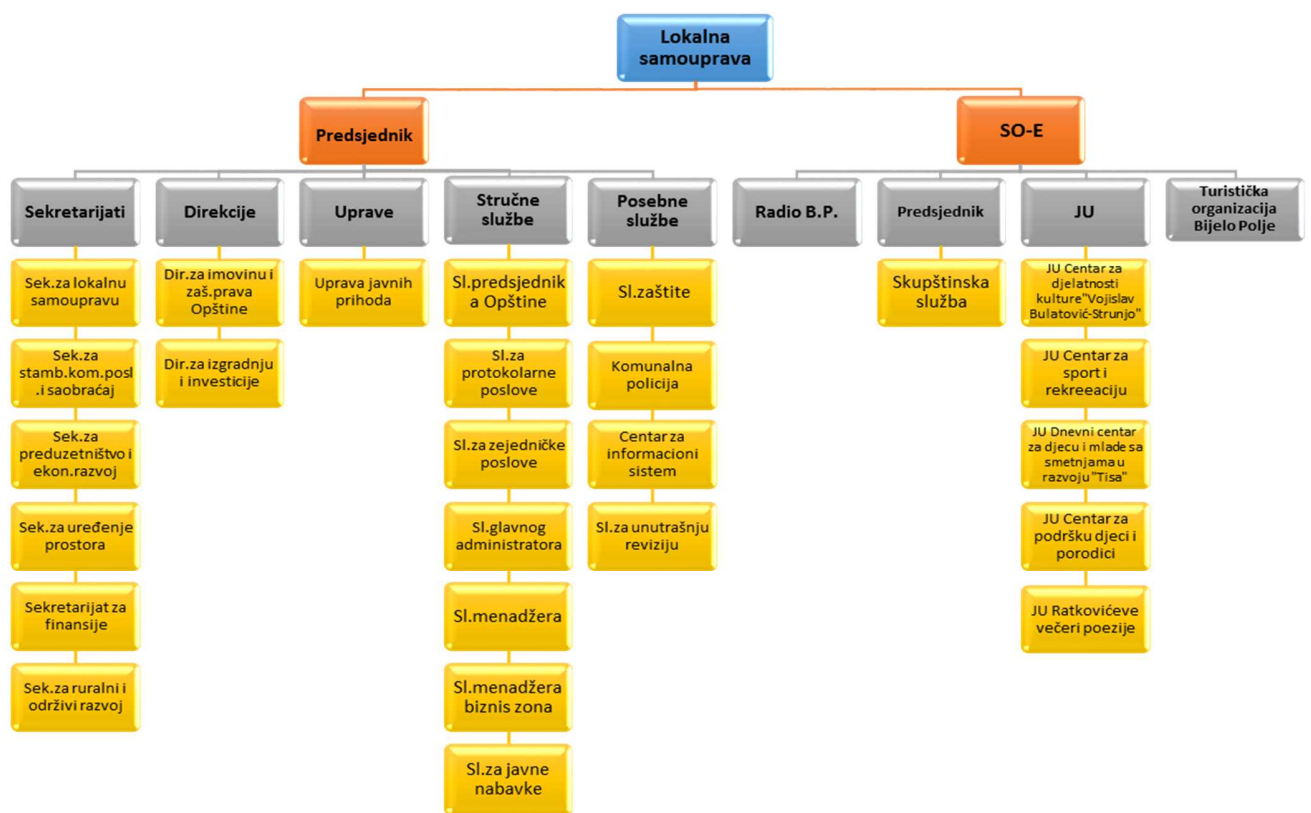 Lokalna
samouprava
Predsjednik
SO-E
Sekretarijati
Direkcije
Uprave
Stručne
službe
Posebne
službe
Radio B.P.
Predsjednik
JU
Turistička
organizacija
Bijelo Polje
Sek.za lokalnu
samoupravu
Sek.za
stamb.kom.posl
.i saobraćaj
Sek.za
preduzetništvo i
ekon.razvoj
Sek.za uređenje
prostora
Sekretarijat za
finansije
Sek.za ruralni i
održivi razvoj
Dir.za imovinu i
zaš.prava
Opštine
Dir.za izgradnju
i investicije
Uprava javnih
prihoda
Sl.predsjednik
a Opštine
Sl.za
protokolarne
poslove
Sl.za zejedničke
poslove
Sl.glavnog
administratora
Sl.menadžera
Sl.menadžera
biznis zona
Sl.za javne
nabavke
Sl.zaštite
Komunalna
policija
Centar za
informacioni
sistem
Sl.za unutrašnju
reviziju
Skupštinska
služba
JU Centar za
djelatnosti
kulture"Vojislav
Bulatović-Strunjo"
JU Centar za
sport i
rekreeaciju
JU Dnevni centar
za djecu i mlade sa
smetnjama u
razvoju "Tisa"
JU Centar za
podršku djeci i
porodici
JU Ratkovićeve
večeri poezije